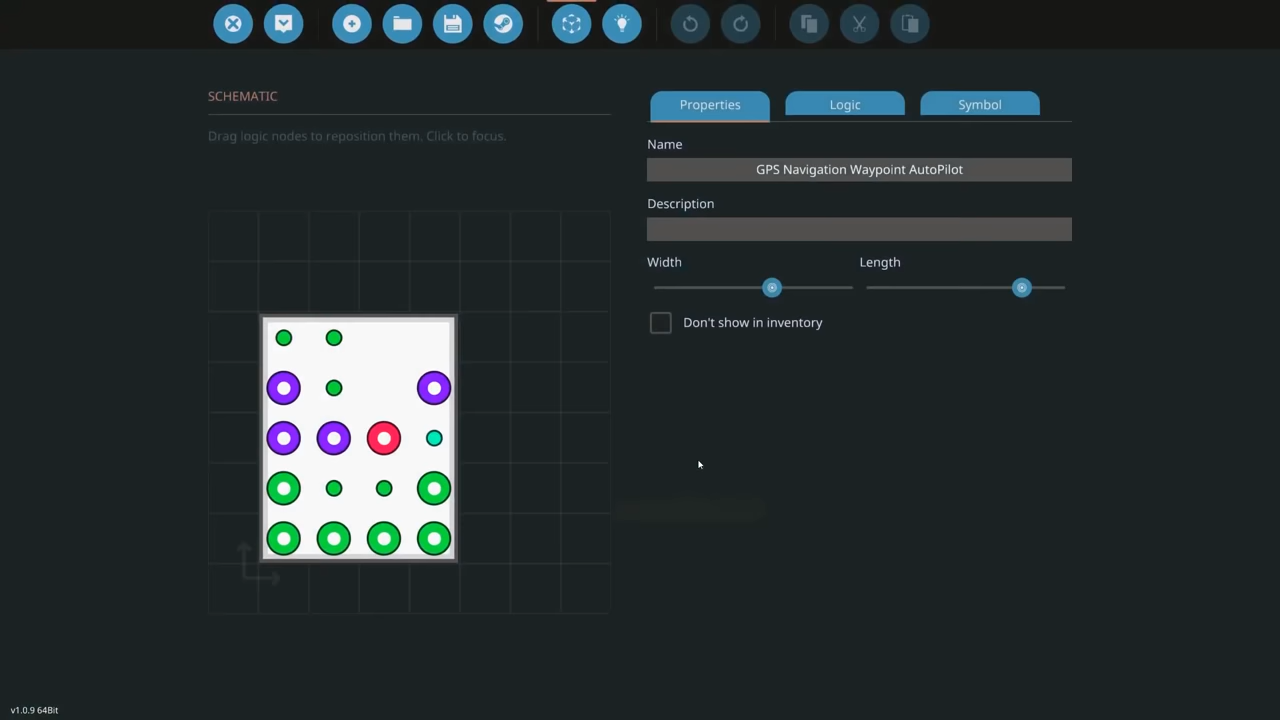 SCHEMATIC
Drag logic nodes to reposition them. Click to focus.
Properties
Logic
Symbol
Name
GPS Navigation Waypoint AutoPilot
Description
Width
Length
Don't show in inventory
v1.0.9 64Bit